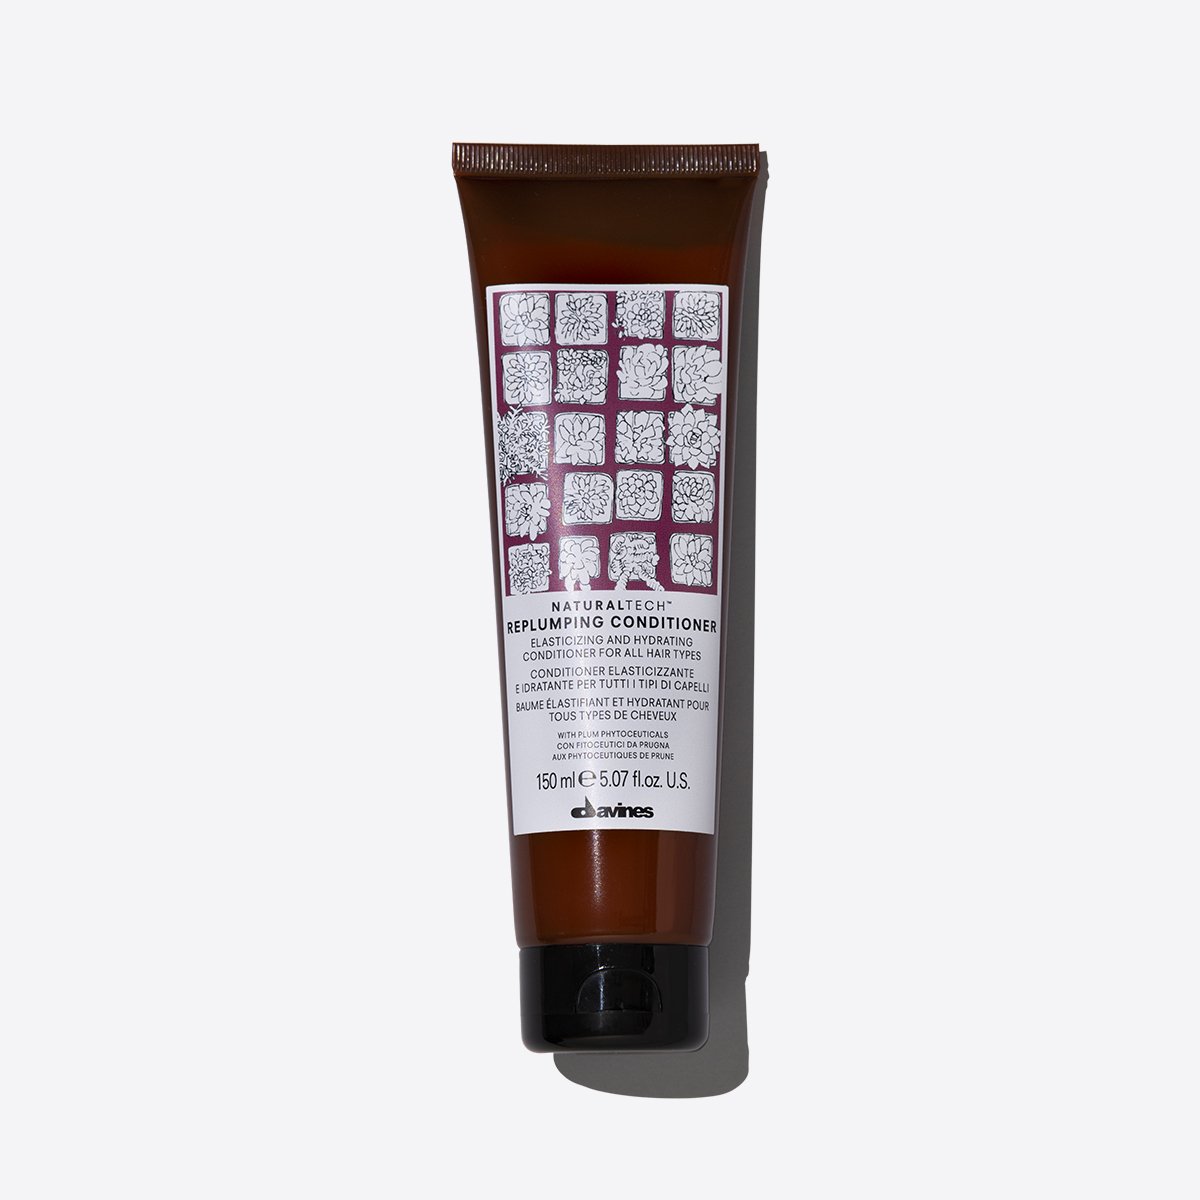 NATURALTECH™
REPLUMPING CONDITIONER
ELASTICIZING AND HYDRATING
CONDITIONER FOR ALL HAIR TYPES
CONDITIONER ELASTICIZZANTE
E IDRATANTE PER TUTTI I TIPI DI CAPELLI
BAUME ÉLASTIFIANT ET HYDRATANT POUR
TOUS TYPES DE CHEVEUX
WITH PLUM PHYTOCEUTICALS
CON FITOCEUTICI DA PRUGNA
AUX PHYTOCEUTIQUES DE PRUNE
150 ml ℮ 5.07 fl.oz. U.S.
davines